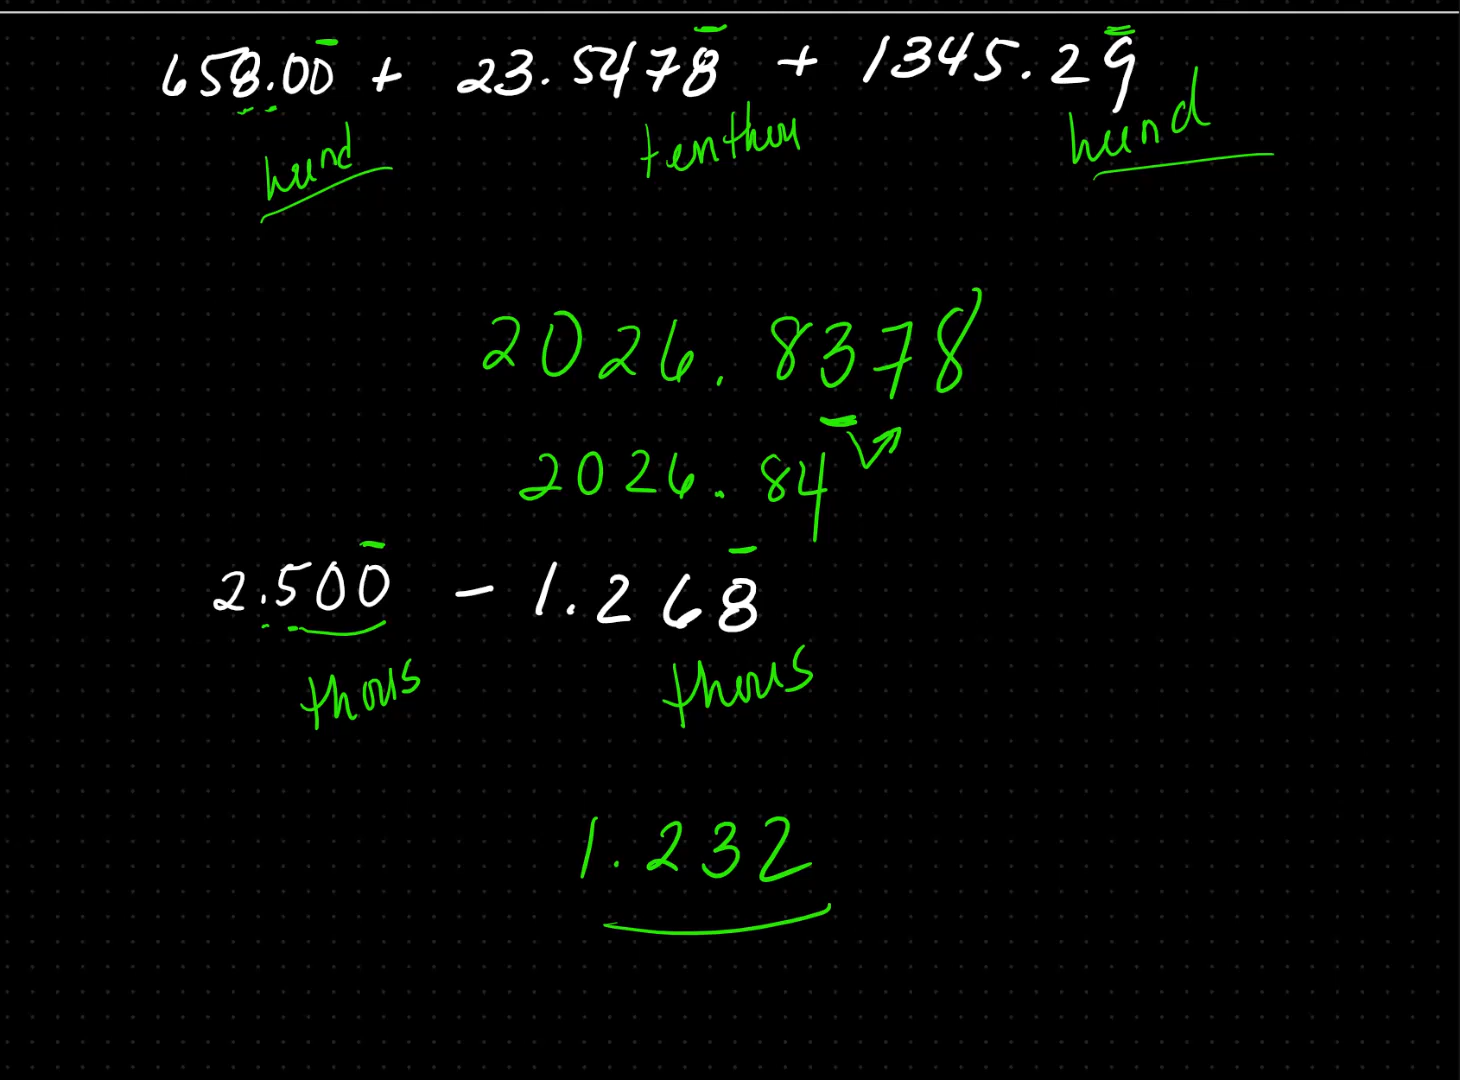 658.00 + 23.5478 + 1345.29
hund tenthou hund
2026.8378
2026.84
2.500 - 1.268
thous thous
1.232